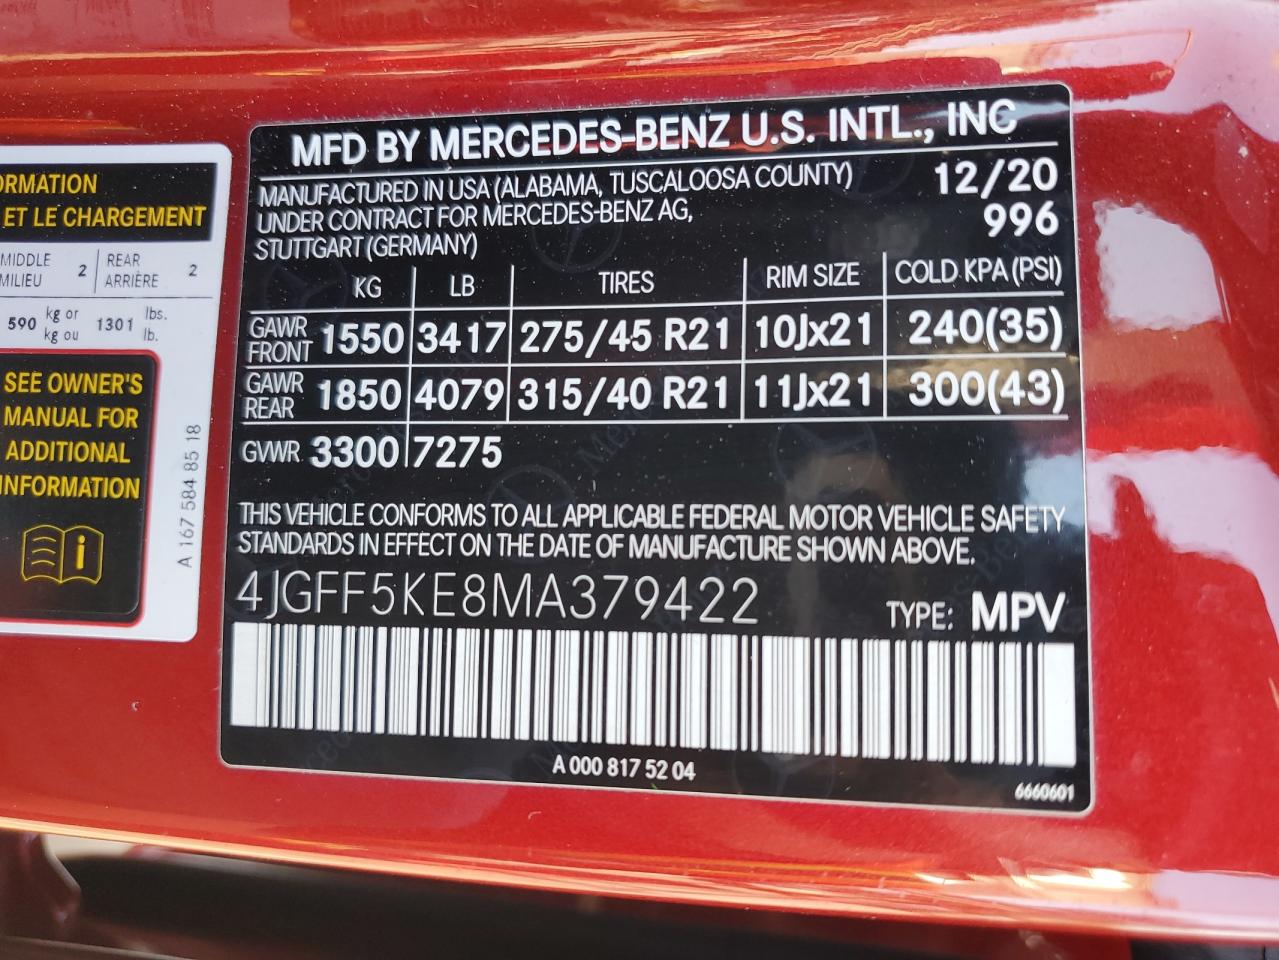 ORMATION
ET LE CHARGEMENT
MIDDLE
MILIEU 2
REAR
ARRIÈRE 2
590 kg or
kg ou 1301 lbs.
lb.
SEE OWNER'S
MANUAL FOR
ADDITIONAL
INFORMATION
A 167 584 85 18
MFD BY MERCEDES-BENZ U.S. INTL., INC
MANUFACTURED IN USA (ALABAMA, TUSCALOOSA COUNTY) 12/20
UNDER CONTRACT FOR MERCEDES-BENZ AG, 996
STUTTGART (GERMANY)
KG LB TIRES RIM SIZE COLD KPA (PSI)
GAWR
FRONT 1550 3417 275/45 R21 10Jx21 240(35)
GAWR
REAR 1850 4079 315/40 R21 11Jx21 300(43)
GVWR 3300 7275
THIS VEHICLE CONFORMS TO ALL APPLICABLE FEDERAL MOTOR VEHICLE SAFETY
STANDARDS IN EFFECT ON THE DATE OF MANUFACTURE SHOWN ABOVE.
4JGFF5KE8MA379422 TYPE: MPV
A 000 817 52 04
6660601